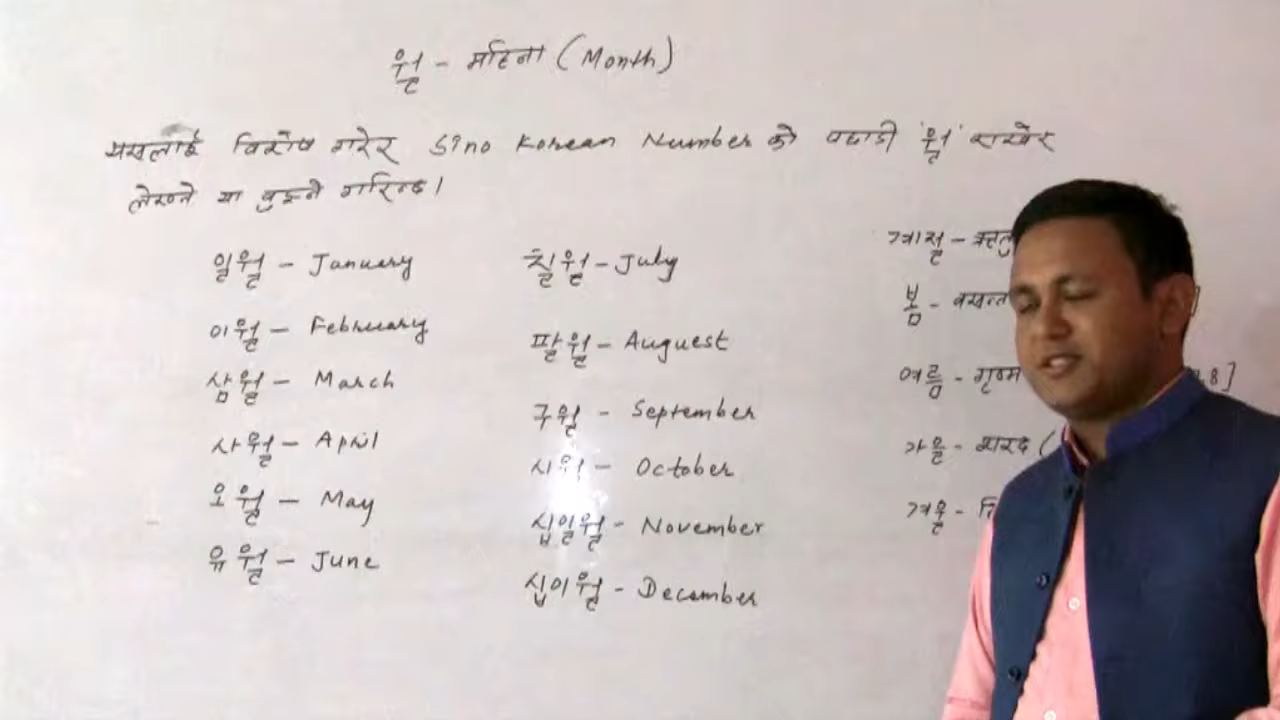 월 - महिना (Month)
यसलाई विशेष गरेर Sino Korean Number को पछाडी '월' राखेर
लेख्ने या बुझ्ने गरिन्छ।
일월 - January
이월 - February
삼월 - March
사월 - April
오월 - May
유월 - June
칠월 - July
팔월 - Auguest
구월 - September
시월 - October
십일월 - November
십이월 - December
계절 - ऋतु
봄 - वसन्त
여름 - गृष्म 8]
가을 - शरद (
겨울 -